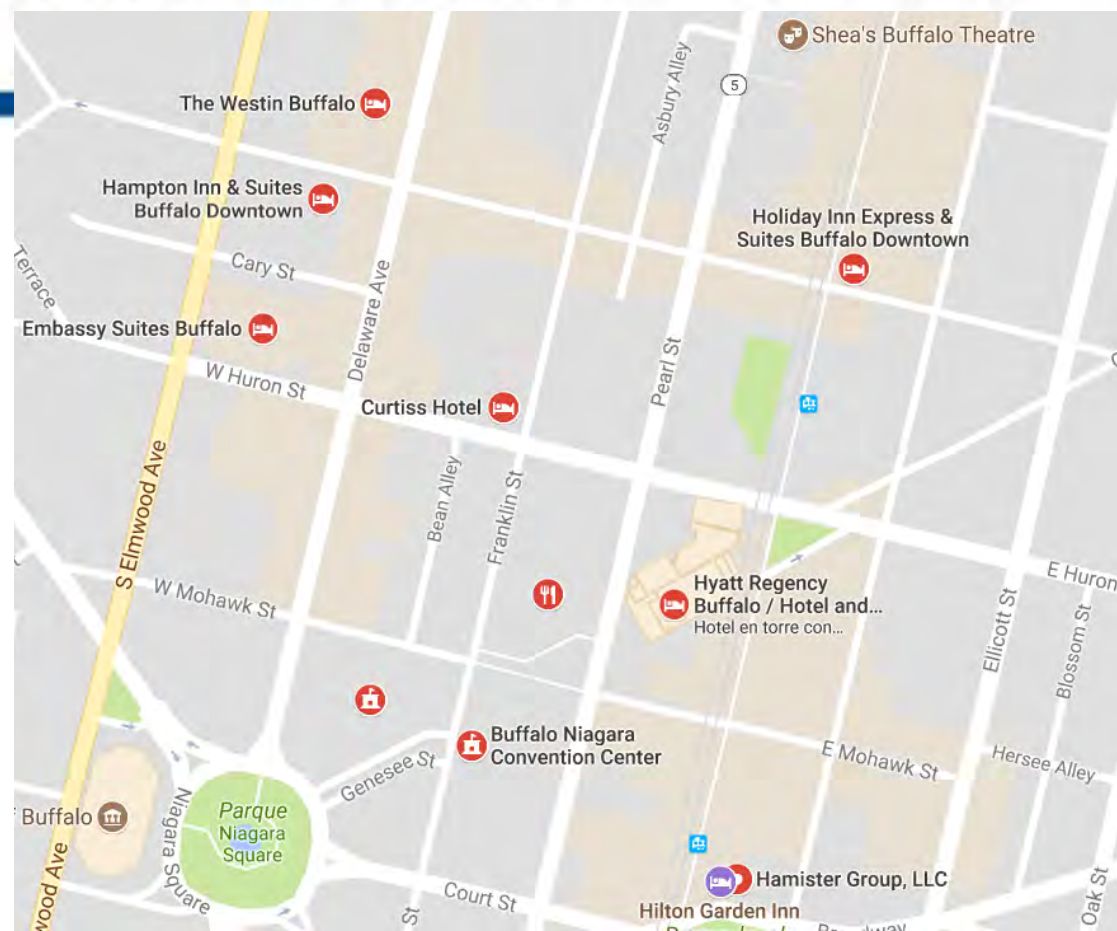 Shea's Buffalo Theatre
5
Asbury Alley
The Westin Buffalo
Hampton Inn & Suites
Buffalo Downtown
Holiday Inn Express &
Suites Buffalo Downtown
Cary St
Terrace
Delaware Ave
Embassy Suites Buffalo
W Huron St
Pearl St
Curtiss Hotel
S Elmwood Ave
Bean Alley
Franklin St
Hyatt Regency
Buffalo / Hotel and...
Hotel en torre con...
E Huron
W Mohawk St
Ellicott St
Blossom St
Buffalo Niagara
Convention Center
E Mohawk St
Hersee Alley
Genesee St
Buffalo
Parque
Niagara
Square
Niagara Square
wood Ave
Court St
St
Hamister Group, LLC
Hilton Garden Inn
Oak St